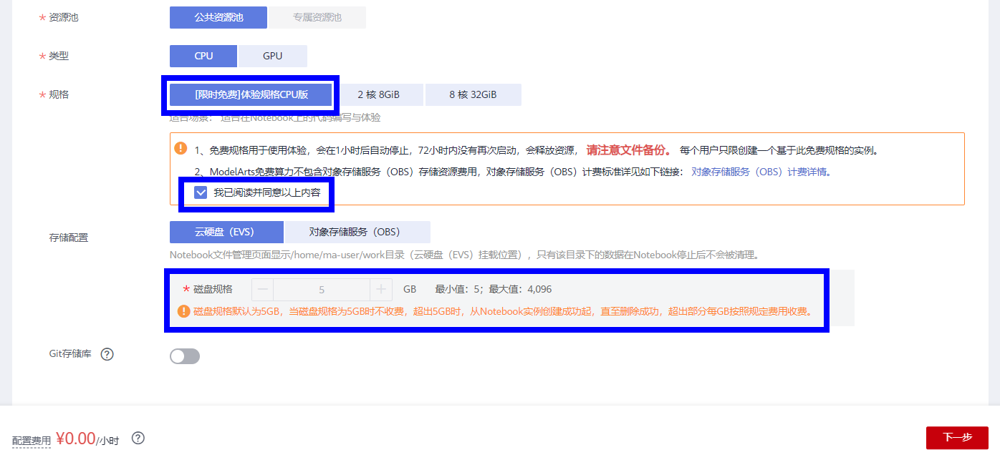 * 资源池 公共资源池 专属资源池
* 类型 CPU GPU
* 规格 [限时免费]体验规格CPU版 2 核 8GiB 8 核 32GiB
适合场景： 适合在Notebook上的代码编写与体验
1、免费规格用于使用体验，会在1小时后自动停止，72小时内没有再次启动，会释放资源， 请注意文件备份。 每个用户只限创建一个基于此免费规格的实例。
2、ModelArts免费算力不包含对象存储服务（OBS）存储资源费用，对象存储服务（OBS）计费标准详见如下链接： 对象存储服务（OBS）计费详情。
我已阅读并同意以上内容
存储配置 云硬盘（EVS） 对象存储服务（OBS）
Notebook文件管理页面显示/home/ma-user/work目录（云硬盘（EVS）挂载位置），只有该目录下的数据在Notebook停止后不会被清理。
* 磁盘规格 — 5 + GB 最小值：5；最大值：4,096
磁盘规格默认为5GB，当磁盘规格为5GB时不收费，超出5GB时，从Notebook实例创建成功起，直至删除成功，超出部分每GB按照规定费用收费。
Git存储库 ?
配置费用 ¥0.00/小时 ? 下一步